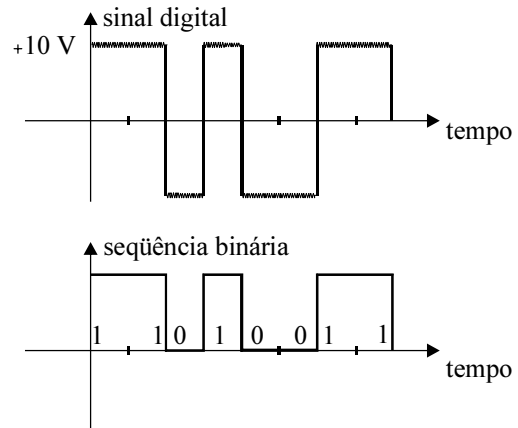 sinal digital
+10 V
tempo
seqüência binária
1 1 0 1 0 0 1 1
tempo